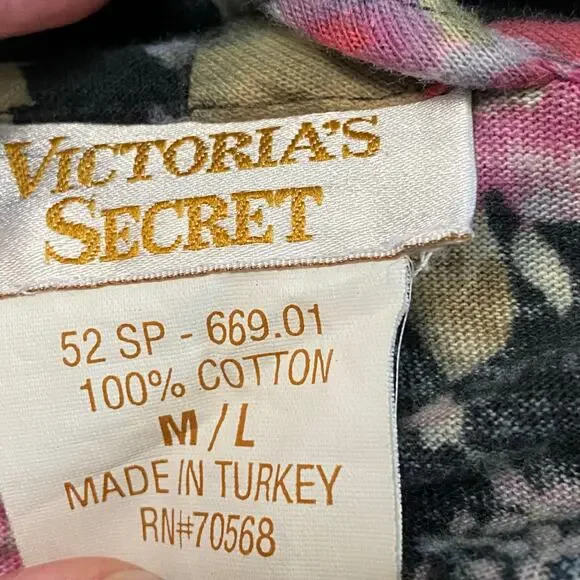 VICTORIA'S
SECRET
52 SP - 669.01
100% COTTON
M/L
MADE IN TURKEY
RN#70568